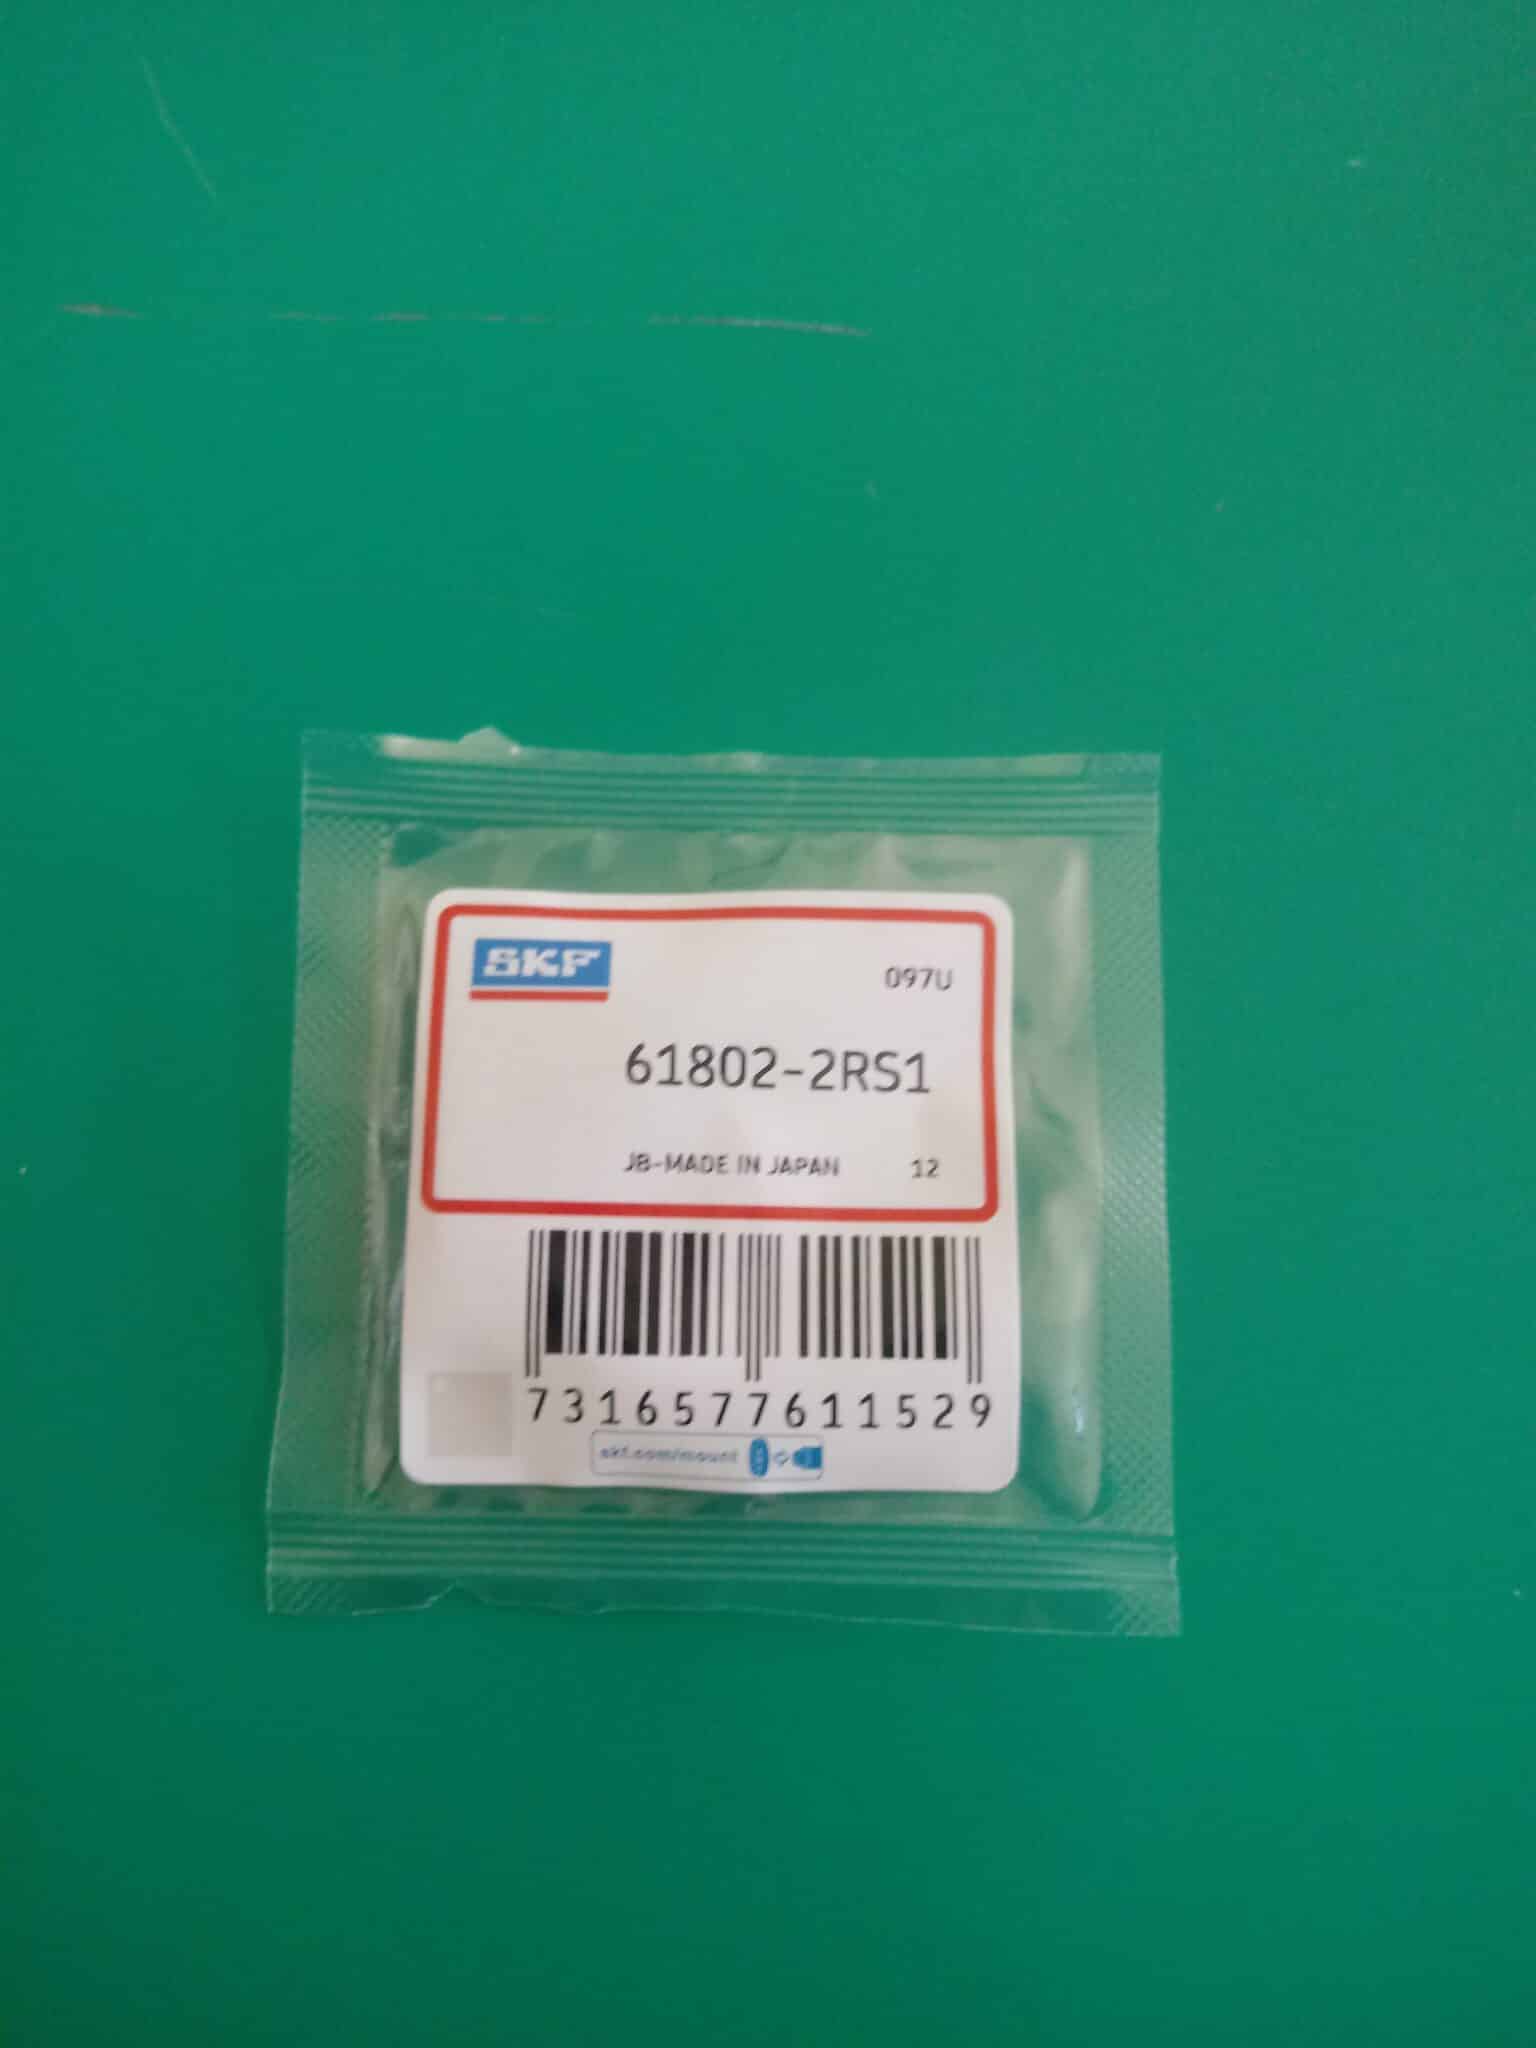 SKF
097U
61802-2RS1
JB-MADE IN JAPAN 12
7316577611529
skf.com/mount